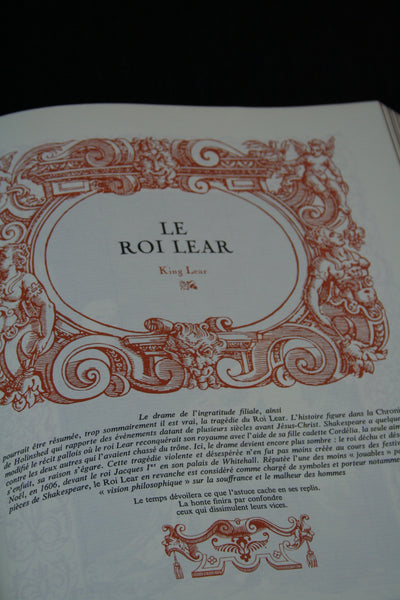 LE
ROI LEAR
King Lear
Le drame de l'ingratitude filiale, ainsi
pourrait être résumée, trop sommairement il est vrai, la tragédie du Roi Lear. L'histoire figure dans la Chroni
de Holinshed qui rapporte des évènements datant de plusieurs siècles avant Jésus-Christ. Shakespeare a quelque
modifié le récit gallois où le roi Lear reconquérait son royaume avec l'aide de sa fille cadette Cordélia, la seule aim
contre les deux autres qui l'avaient chassé du trône. Ici, le drame devient encore plus sombre : le roi déchu et dés
s'enfuit, sa raison s'égare. Cette tragédie violente et désespérée n'en fut pas moins créée au cours des festivi
Noël, en 1606, devant le roi Jacques Iᵉʳ en son palais de Whitehall. Réputée l'une des moins « jouables » p
pièces de Shakespeare, le Roi Lear en revanche est considéré comme chargé de symboles et porteur notamme
« vision philosophique » sur la souffrance et le malheur des hommes
Le temps dévoilera ce que l'astuce cache en ses replis.
La honte finira par confondre
ceux qui dissimulent leurs vices.